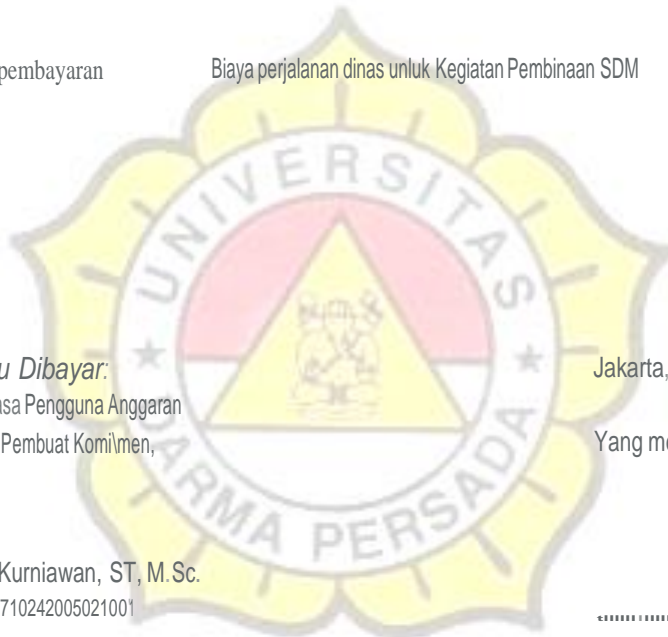 pembayaran Biaya perjalanan dinas unluk Kegiatan Pembinaan SDM
UNIVERSITAS
DARMA PERSADA
u Dibayar: Jakarta,
asa Pengguna Anggaran
Pembuat Komi\men, Yang me
Kurniawan, ST, M.Sc.
710242005021001